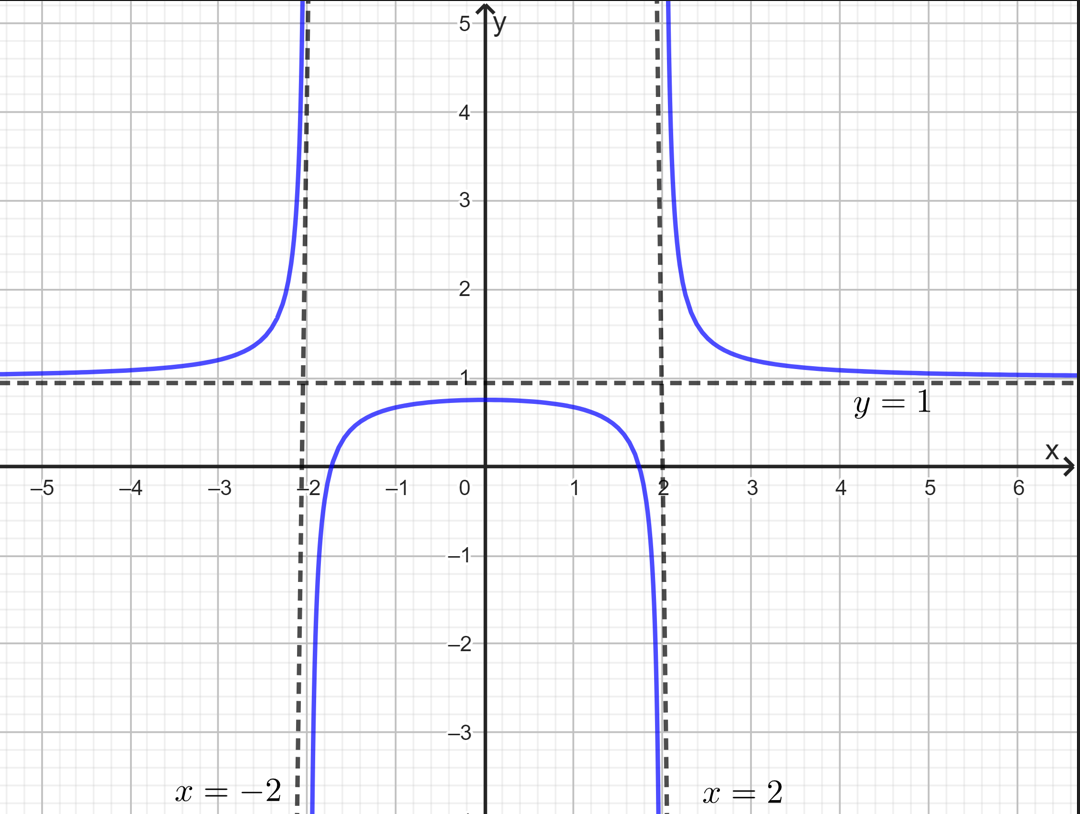 5
y
4
3
2
1
y = 1
x
–5 –4 –3 –2 –1 0 1 2 3 4 5 6
–1
–2
–3
x = −2
x = 2